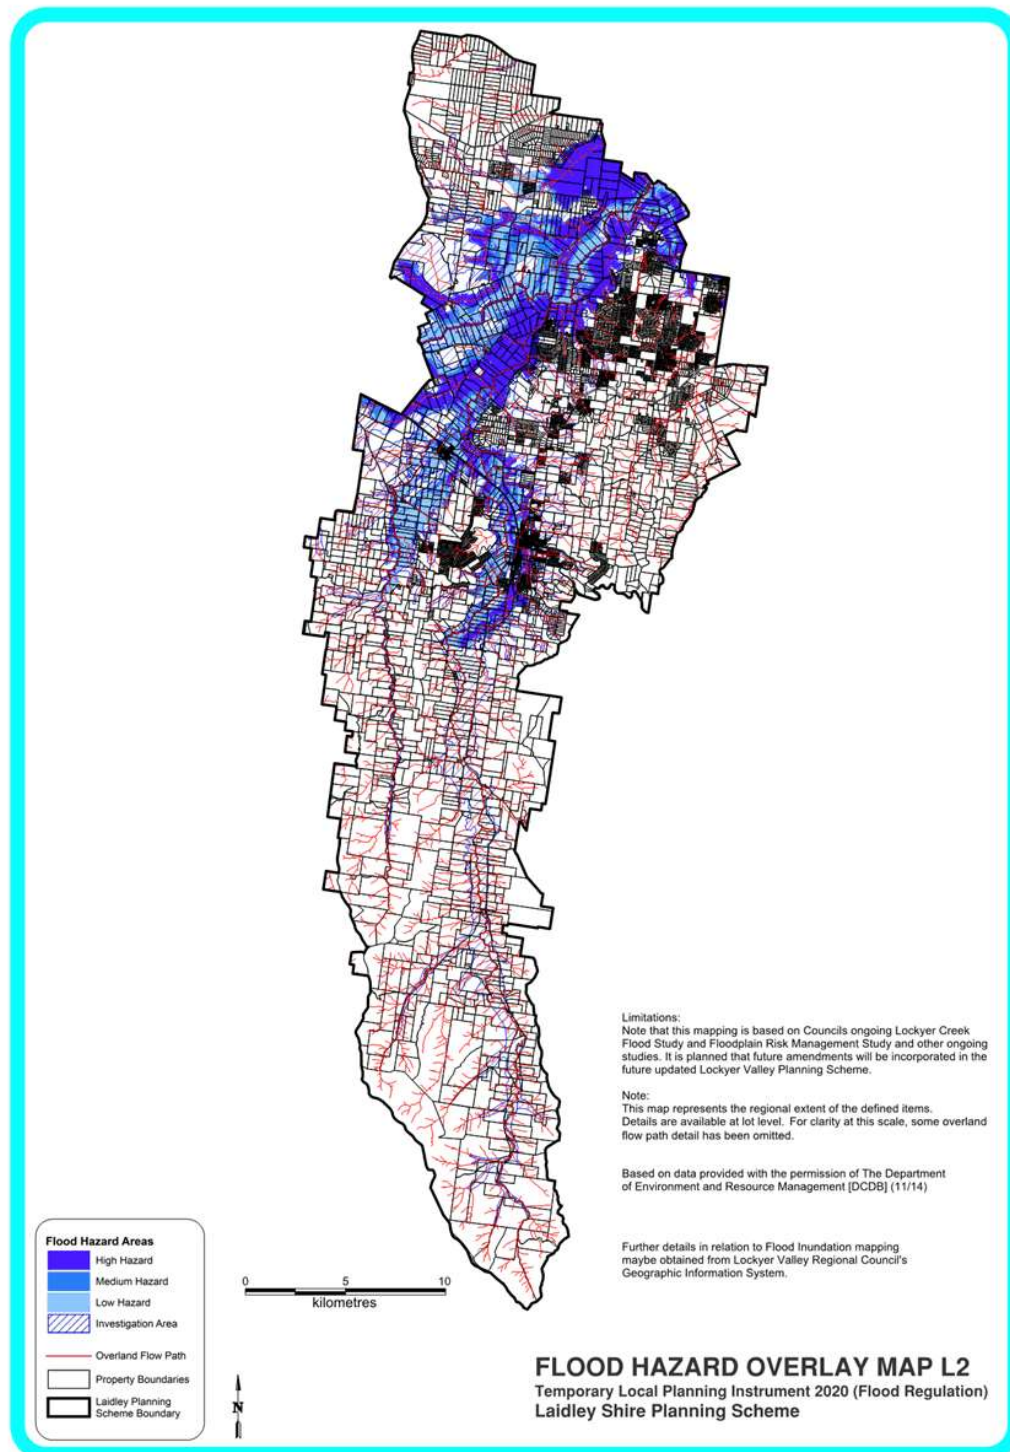 Limitations:
Note that this mapping is based on Councils ongoing Lockyer Creek
Flood Study and Floodplain Risk Management Study and other ongoing
studies. It is planned that future amendments will be incorporated in the
future updated Lockyer Valley Planning Scheme.
Note:
This map represents the regional extent of the defined items.
Details are available at lot level. For clarity at this scale, some overland
flow path detail has been omitted.
Based on data provided with the permission of The Department
of Environment and Resource Management [DCDB] (11/14)
Further details in relation to Flood Inundation mapping
maybe obtained from Lockyer Valley Regional Council's
Geographic Information System.
Flood Hazard Areas
High Hazard
Medium Hazard
Low Hazard
Investigation Area
Overland Flow Path
Property Boundaries
Laidley Planning
Scheme Boundary
0 5 10
kilometres
N
FLOOD HAZARD OVERLAY MAP L2
Temporary Local Planning Instrument 2020 (Flood Regulation)
Laidley Shire Planning Scheme